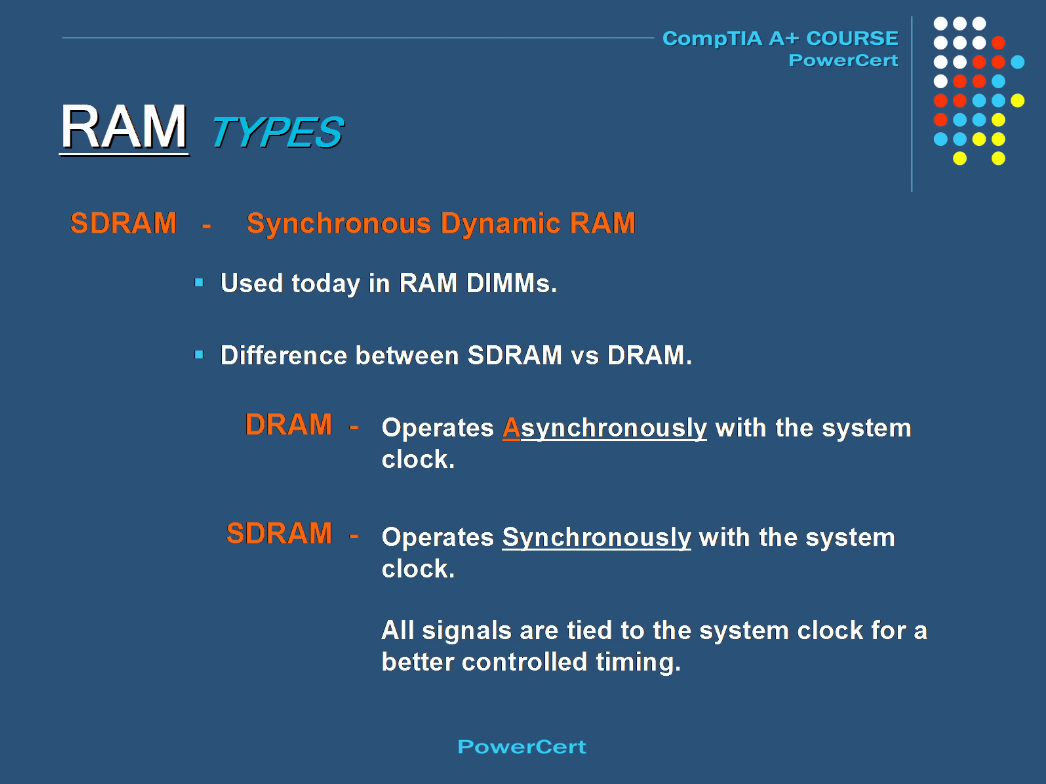 CompTIA A+ COURSE
PowerCert
RAM TYPES
SDRAM - Synchronous Dynamic RAM
▪ Used today in RAM DIMMs.
▪ Difference between SDRAM vs DRAM.
DRAM - Operates Asynchronously with the system
clock.
SDRAM - Operates Synchronously with the system
clock.
All signals are tied to the system clock for a
better controlled timing.
PowerCert